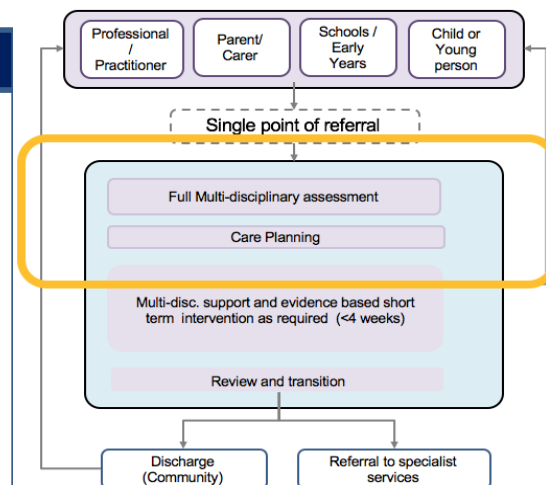 Professional
/
Practitioner
Parent/
Carer
Schools /
Early
Years
Child or
Young
person
Single point of referral
Full Multi-disciplinary assessment
Care Planning
Multi-disc. support and evidence based short
term intervention as required (<4 weeks)
Review and transition
Discharge
(Community)
Referral to specialist
services